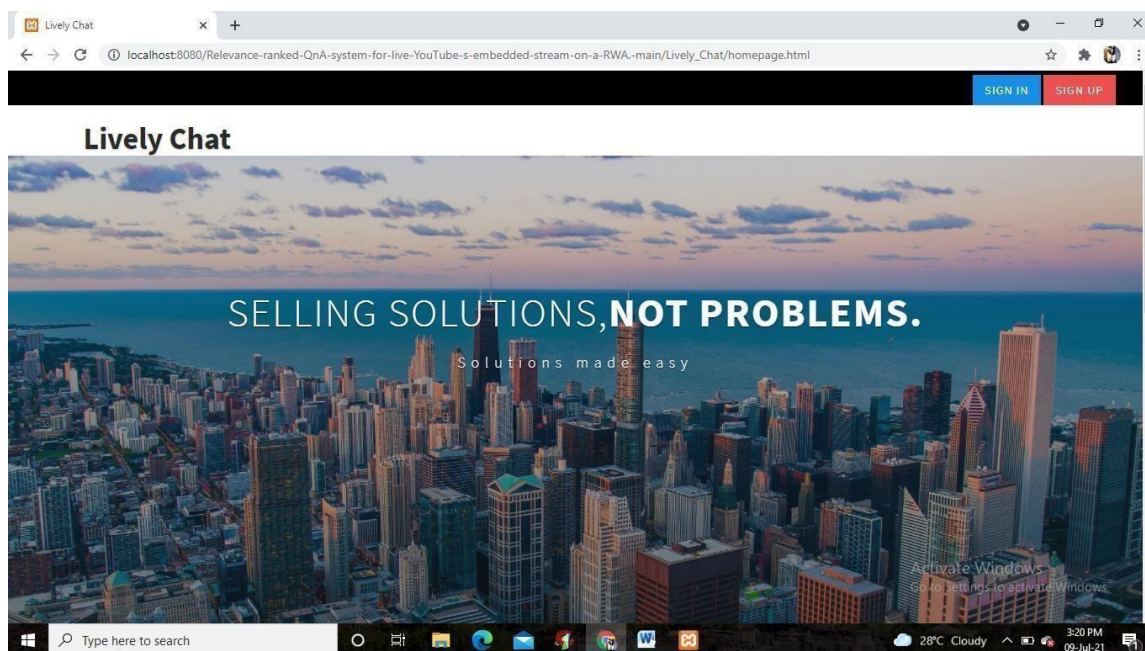 Lively Chat
localhost:8080/Relevance-ranked-QnA-system-for-live-YouTube-s-embedded-stream-on-a-RWA.-main/Lively_Chat/homepage.html
SIGN IN SIGN UP
Lively Chat
SELLING SOLUTIONS,NOT PROBLEMS.
Solutions made easy
Activate Windows
Go to Settings to activate Windows.
Type here to search
28°C Cloudy
3:20 PM
09-Jul-21